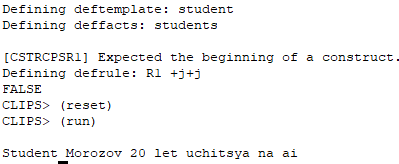 Defining deftemplate: student
Defining deffacts: students
[CSTRCPSR1] Expected the beginning of a construct.
Defining defrule: R1 +j+j
FALSE
CLIPS> (reset)
CLIPS> (run)
Student Morozov 20 let uchitsya na ai